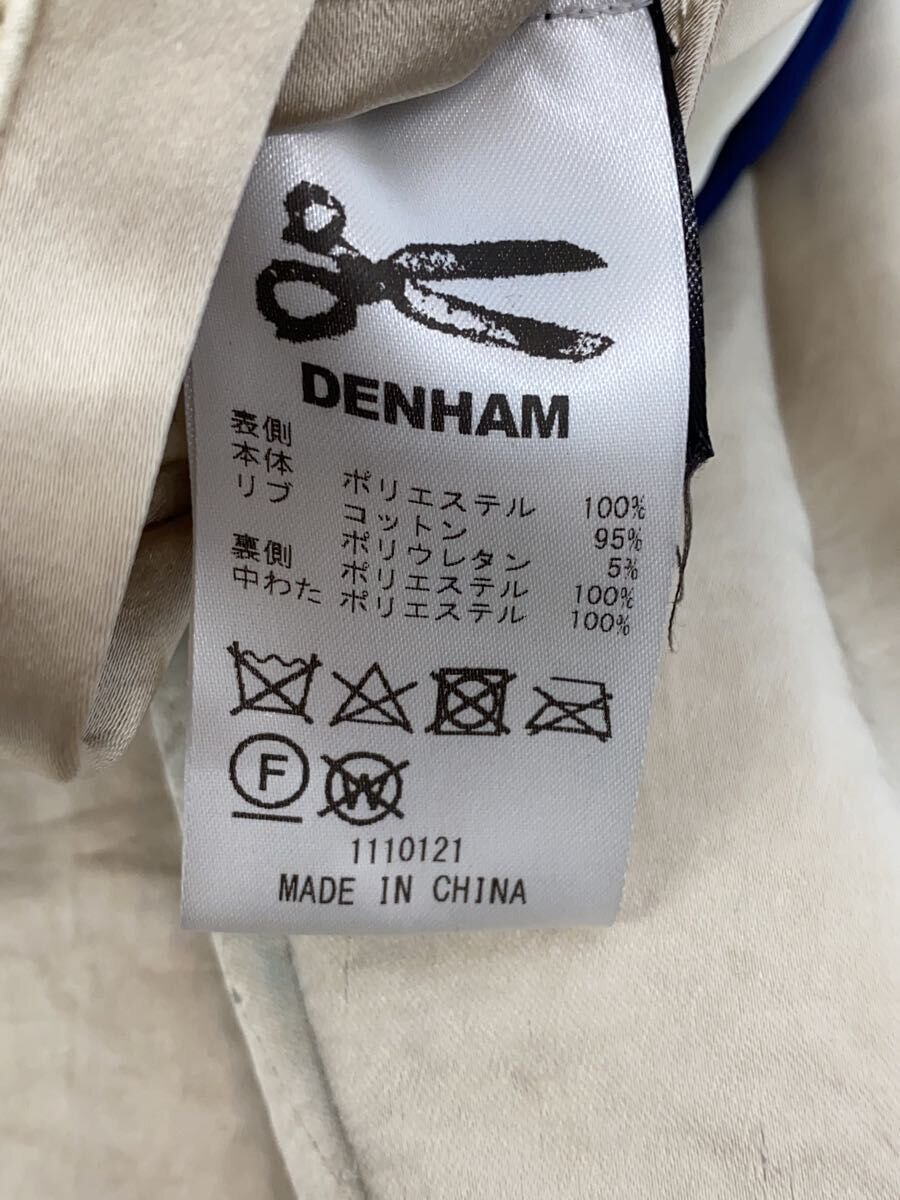 DENHAM
表側
本体 ポリエステル 100%
リブ コットン 95%
ポリウレタン 5%
裏側 ポリエステル 100%
中わた ポリエステル 100%
F
W
1110121
MADE IN CHINA